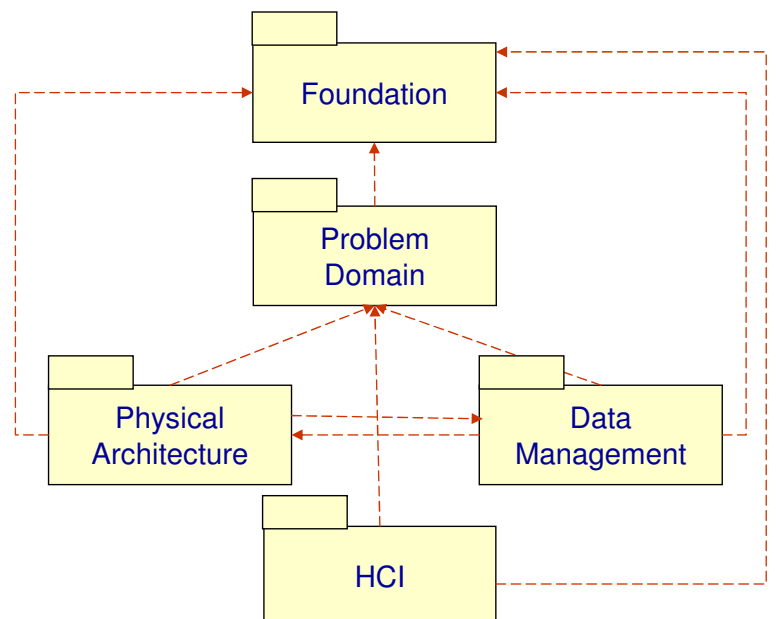 Foundation
Problem
Domain
Physical
Architecture
Data
Management
HCI